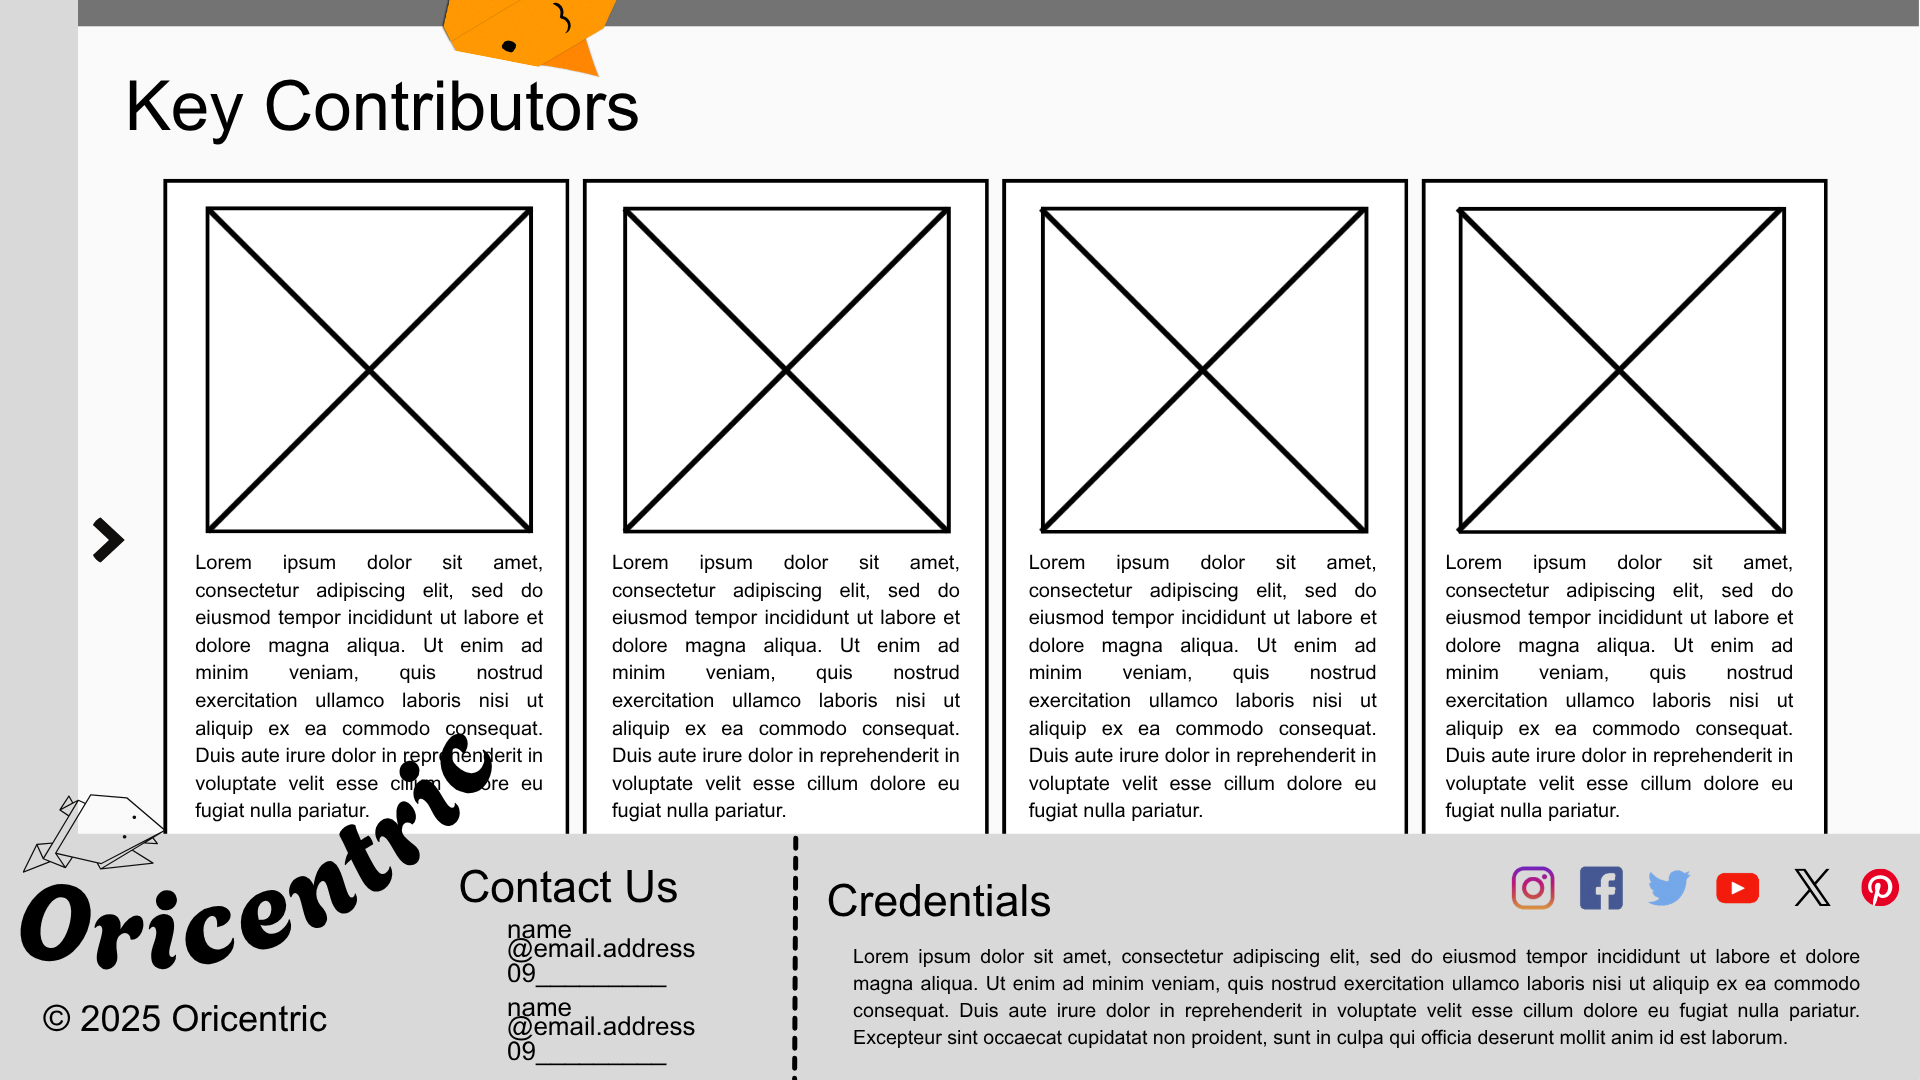 Key Contributors
Lorem ipsum dolor sit amet,
consectetur adipiscing elit, sed do
eiusmod tempor incididunt ut labore et
dolore magna aliqua. Ut enim ad
minim veniam, quis nostrud
exercitation ullamco laboris nisi ut
aliquip ex ea commodo consequat.
Duis aute irure dolor in reprehenderit in
voluptate velit esse cillum dolore eu
fugiat nulla pariatur.
Lorem ipsum dolor sit amet,
consectetur adipiscing elit, sed do
eiusmod tempor incididunt ut labore et
dolore magna aliqua. Ut enim ad
minim veniam, quis nostrud
exercitation ullamco laboris nisi ut
aliquip ex ea commodo consequat.
Duis aute irure dolor in reprehenderit in
voluptate velit esse cillum dolore eu
fugiat nulla pariatur.
Lorem ipsum dolor sit amet,
consectetur adipiscing elit, sed do
eiusmod tempor incididunt ut labore et
dolore magna aliqua. Ut enim ad
minim veniam, quis nostrud
exercitation ullamco laboris nisi ut
aliquip ex ea commodo consequat.
Duis aute irure dolor in reprehenderit in
voluptate velit esse cillum dolore eu
fugiat nulla pariatur.
Lorem ipsum dolor sit amet,
consectetur adipiscing elit, sed do
eiusmod tempor incididunt ut labore et
dolore magna aliqua. Ut enim ad
minim veniam, quis nostrud
exercitation ullamco laboris nisi ut
aliquip ex ea commodo consequat.
Duis aute irure dolor in reprehenderit in
voluptate velit esse cillum dolore eu
fugiat nulla pariatur.
Oricentric
© 2025 Oricentric
Contact Us
name
@email.address
09__________
name
@email.address
09__________
Credentials
Lorem ipsum dolor sit amet, consectetur adipiscing elit, sed do eiusmod tempor incididunt ut labore et dolore
magna aliqua. Ut enim ad minim veniam, quis nostrud exercitation ullamco laboris nisi ut aliquip ex ea commodo
consequat. Duis aute irure dolor in reprehenderit in voluptate velit esse cillum dolore eu fugiat nulla pariatur.
Excepteur sint occaecat cupidatat non proident, sunt in culpa qui officia deserunt mollit anim id est laborum.